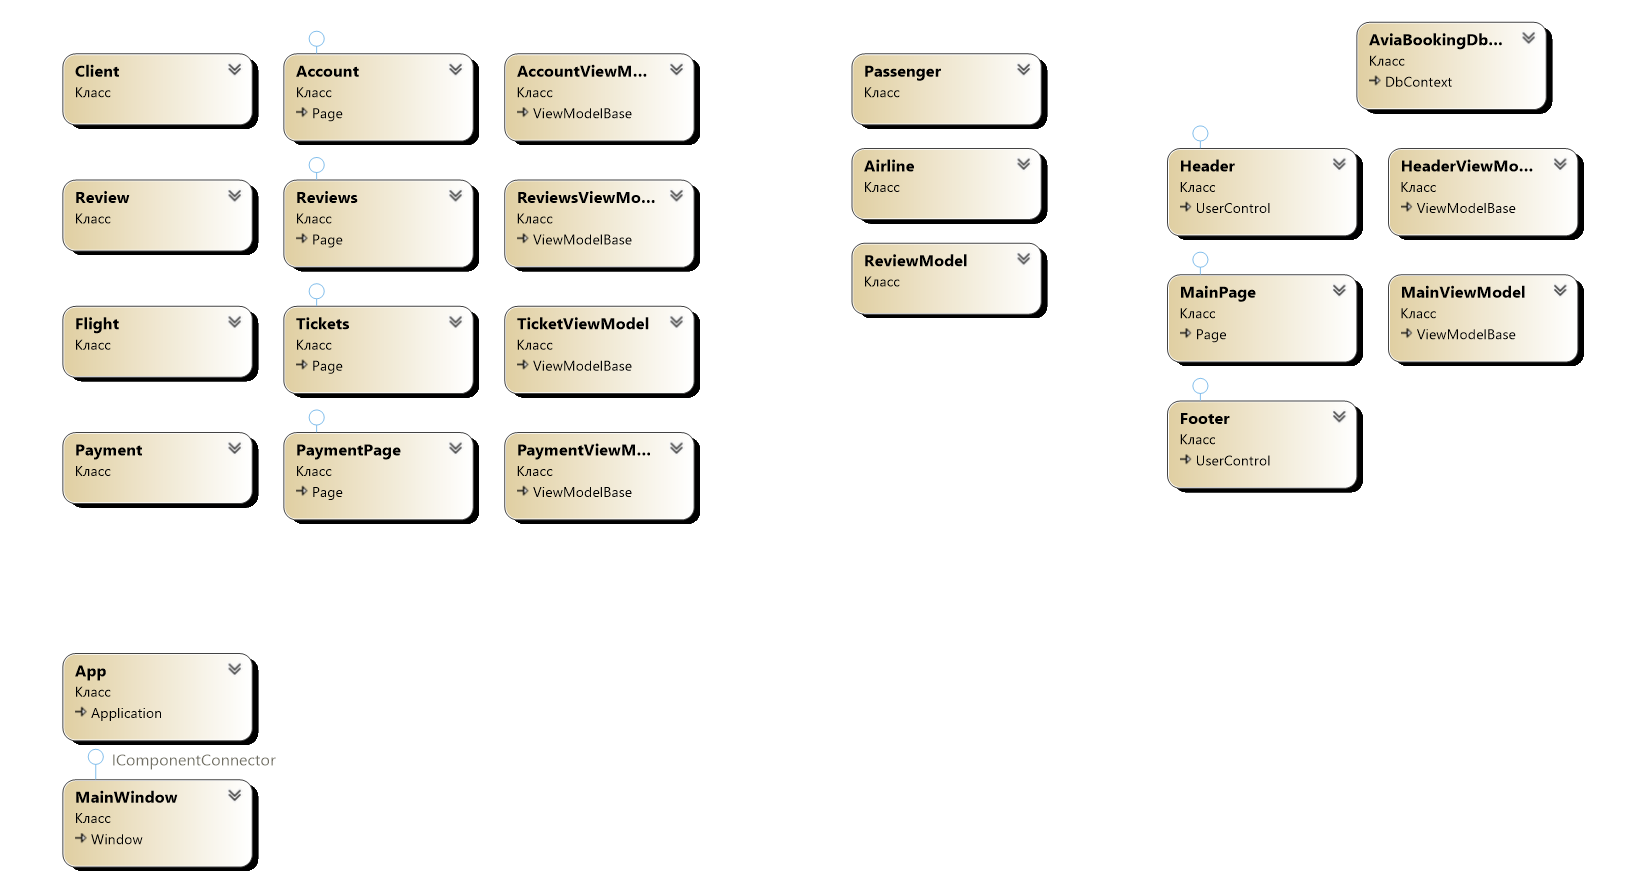 Client
Класс
Account
Класс
Page
AccountViewM...
Класс
ViewModelBase
Review
Класс
Reviews
Класс
Page
ReviewsViewMo...
Класс
ViewModelBase
Flight
Класс
Tickets
Класс
Page
TicketViewModel
Класс
ViewModelBase
Payment
Класс
PaymentPage
Класс
Page
PaymentViewM...
Класс
ViewModelBase
Passenger
Класс
Airline
Класс
ReviewModel
Класс
AviaBookingDb...
Класс
DbContext
Header
Класс
UserControl
HeaderViewMo...
Класс
ViewModelBase
MainPage
Класс
Page
MainViewModel
Класс
ViewModelBase
Footer
Класс
UserControl
App
Класс
Application
IComponentConnector
MainWindow
Класс
Window